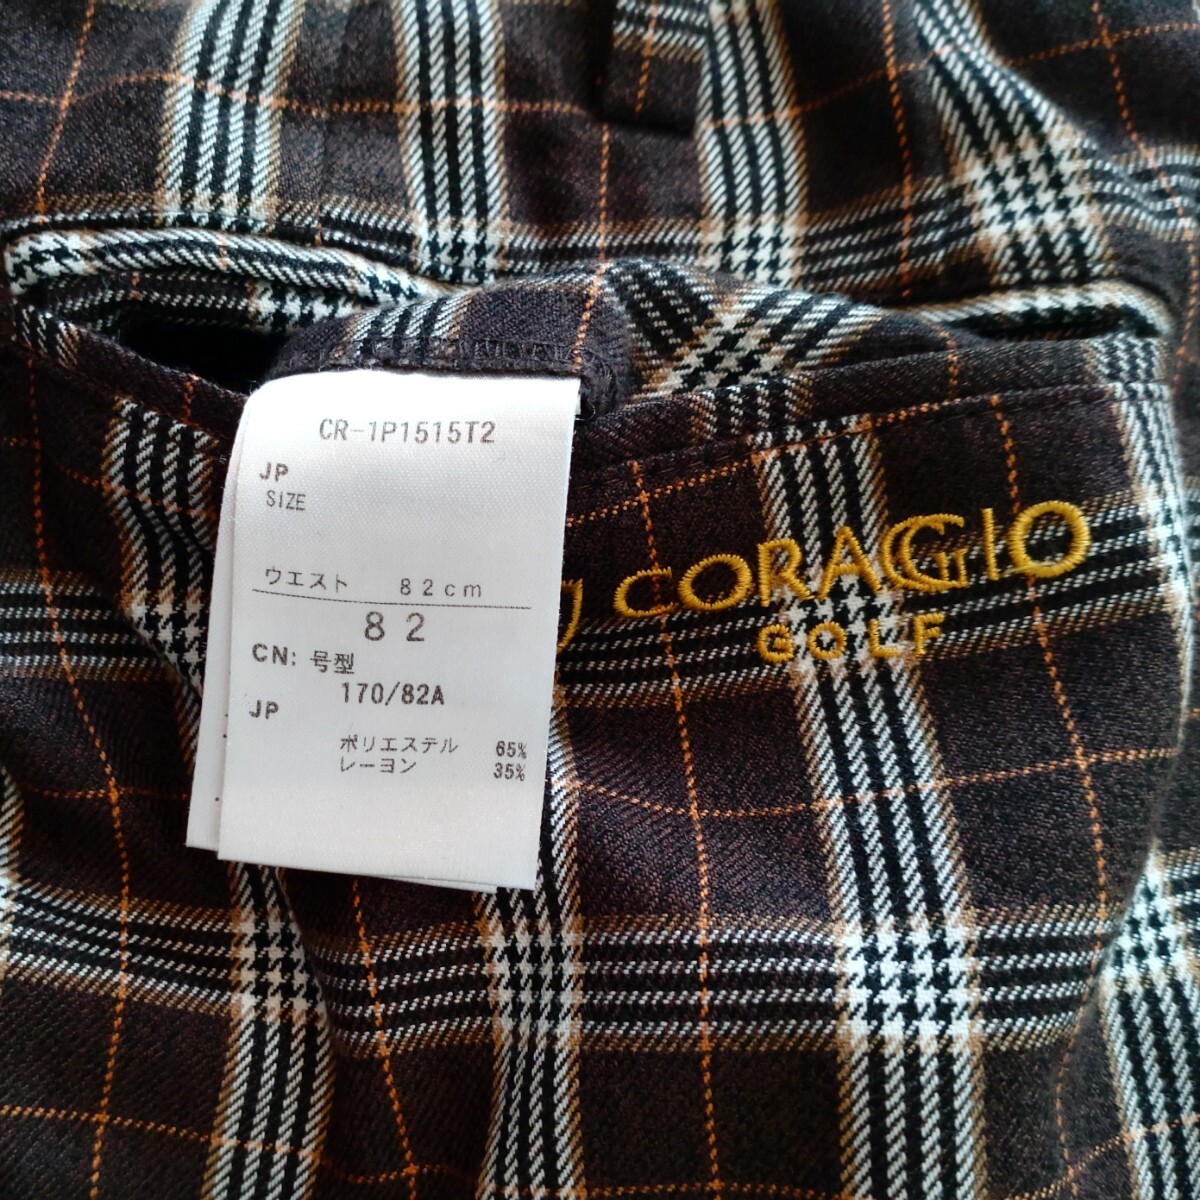 CR-1P1515T2
JP
SIZE
ウエスト 82cm
82
CN: 号型
170/82A
JP
ポリエステル 65%
レーヨン 35%
CORAGGIO
GOLF